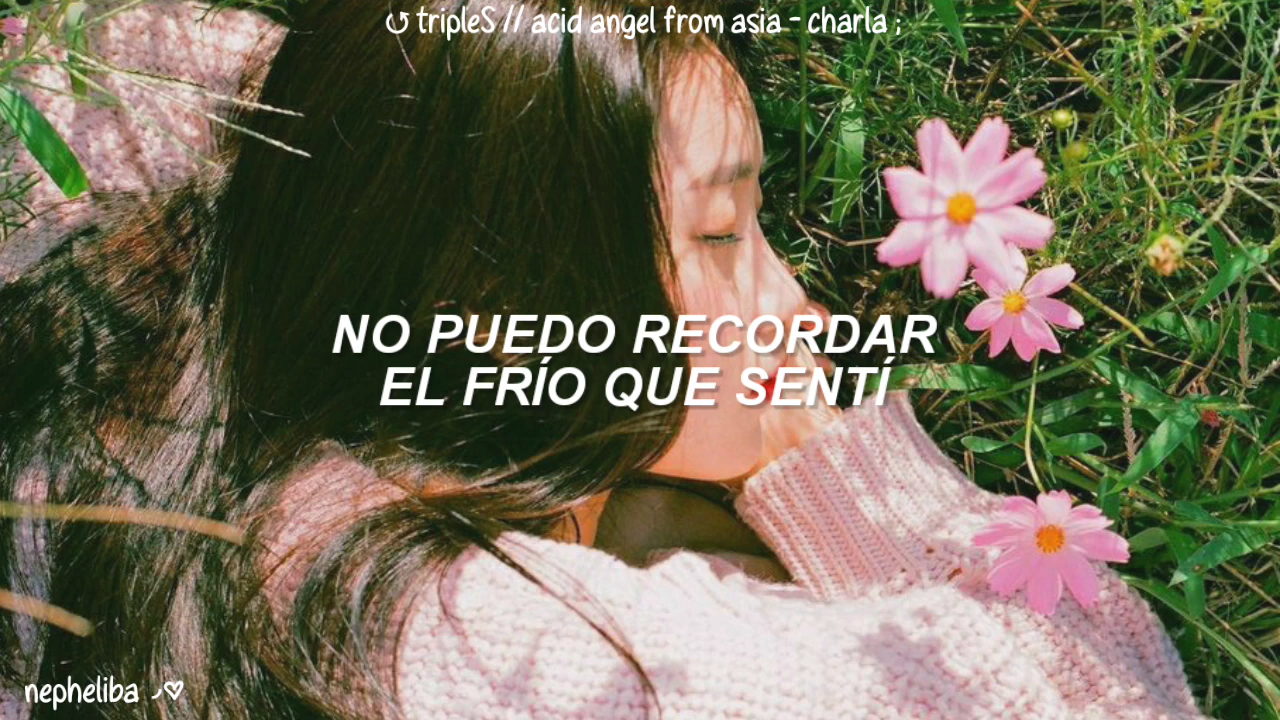 ↺ tripleS // acid angel from asia - charla ;
NO PUEDO RECORDAR
EL FRÍO QUE SENTÍ
nepheliba ◞♡